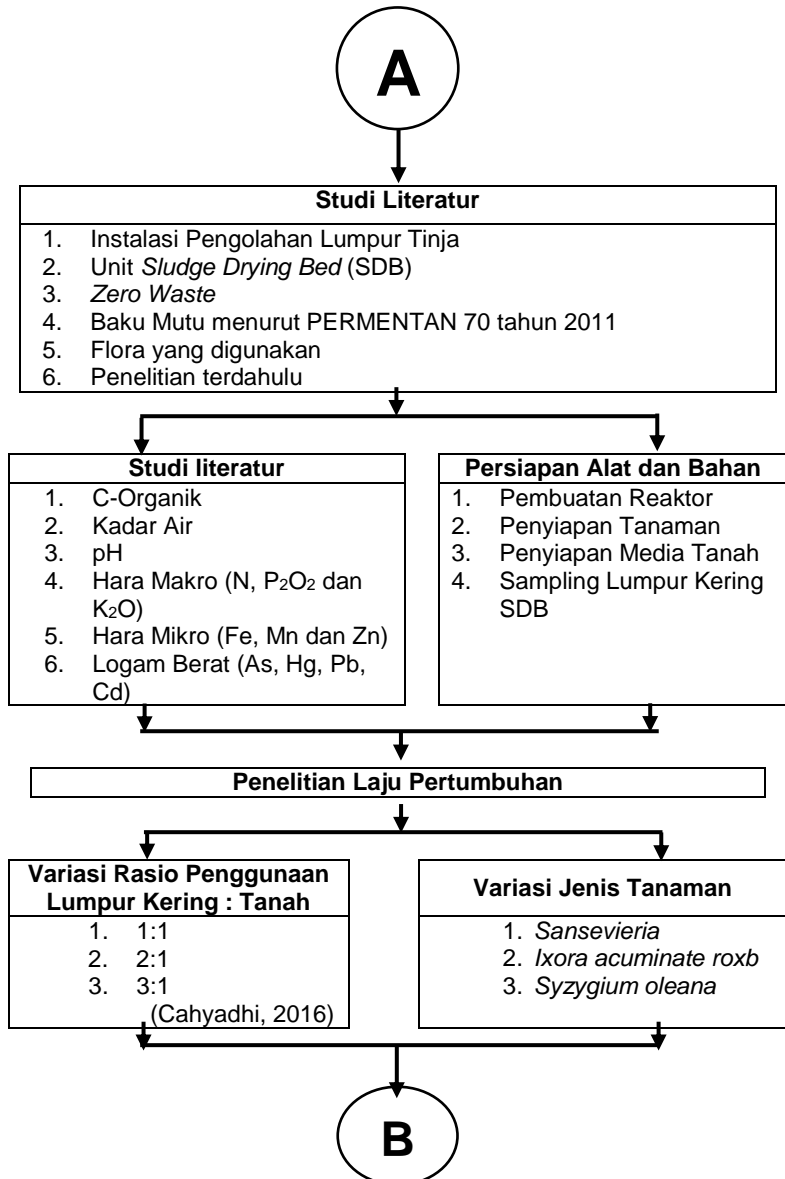 A
Studi Literatur
1. Instalasi Pengolahan Lumpur Tinja
2. Unit Sludge Drying Bed (SDB)
3. Zero Waste
4. Baku Mutu menurut PERMENTAN 70 tahun 2011
5. Flora yang digunakan
6. Penelitian terdahulu
Studi literatur
1. C-Organik
2. Kadar Air
3. pH
4. Hara Makro (N, P₂O₂ dan
K₂O)
5. Hara Mikro (Fe, Mn dan Zn)
6. Logam Berat (As, Hg, Pb,
Cd)
Persiapan Alat dan Bahan
1. Pembuatan Reaktor
2. Penyiapan Tanaman
3. Penyiapan Media Tanah
4. Sampling Lumpur Kering
SDB
Penelitian Laju Pertumbuhan
Variasi Rasio Penggunaan
Lumpur Kering : Tanah
1. 1:1
2. 2:1
3. 3:1
(Cahyadhi, 2016)
Variasi Jenis Tanaman
1. Sansevieria
2. Ixora acuminate roxb
3. Syzygium oleana
B